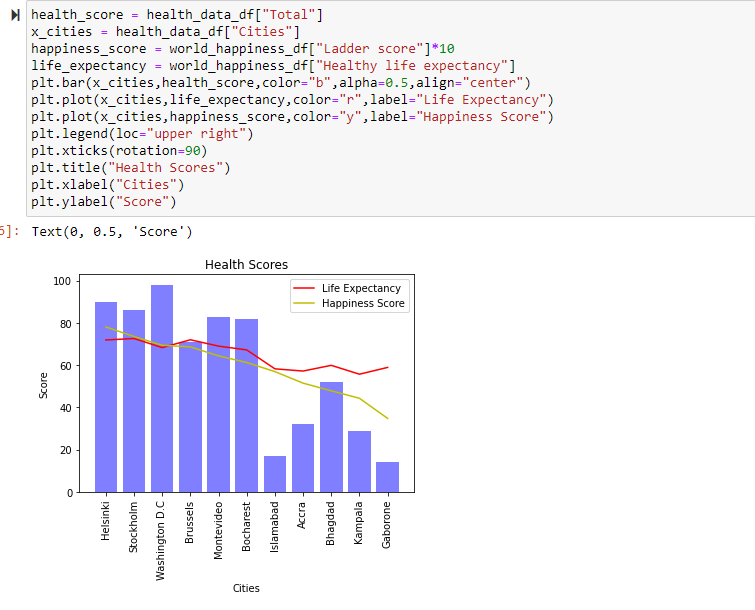 health_score = health_data_df["Total"]
x_cities = health_data_df["Cities"]
happiness_score = world_happiness_df["Ladder score"]*10
life_expectancy = world_happiness_df["Healthy life expectancy"]
plt.bar(x_cities,health_score,color="b",alpha=0.5,align="center")
plt.plot(x_cities,life_expectancy,color="r",label="Life Expectancy")
plt.plot(x_cities,happiness_score,color="y",label="Happiness Score")
plt.legend(loc="upper right")
plt.xticks(rotation=90)
plt.title("Health Scores")
plt.xlabel("Cities")
plt.ylabel("Score")
]: Text(0, 0.5, 'Score')
Health Scores
Life Expectancy
Happiness Score
100
80
60
40
20
0
Score
Helsinki
Stockholm
Washington D.C
Brussels
Montevideo
Bocharest
Islamabad
Accra
Bhagdad
Kampala
Gaborone
Cities